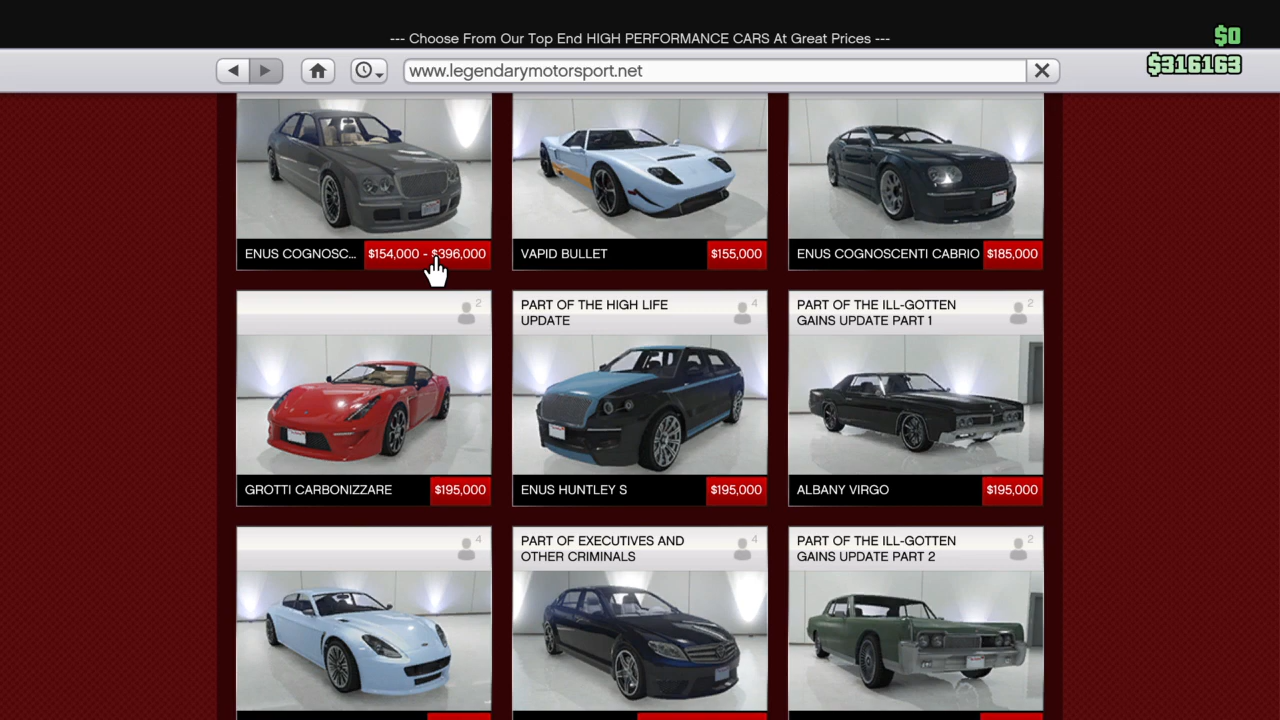 --- Choose From Our Top End HIGH PERFORMANCE CARS At Great Prices ---
$0
www.legendarymotorsport.net
$316163
ENUS COGNOSC... $154,000 - $396,000
VAPID BULLET $155,000
ENUS COGNOSCENTI CABRIO $185,000
2
PART OF THE HIGH LIFE
UPDATE
4
PART OF THE ILL-GOTTEN
GAINS UPDATE PART 1
2
GROTTI CARBONIZZARE $195,000
ENUS HUNTLEY S $195,000
ALBANY VIRGO $195,000
4
PART OF EXECUTIVES AND
OTHER CRIMINALS
4
PART OF THE ILL-GOTTEN
GAINS UPDATE PART 2
2